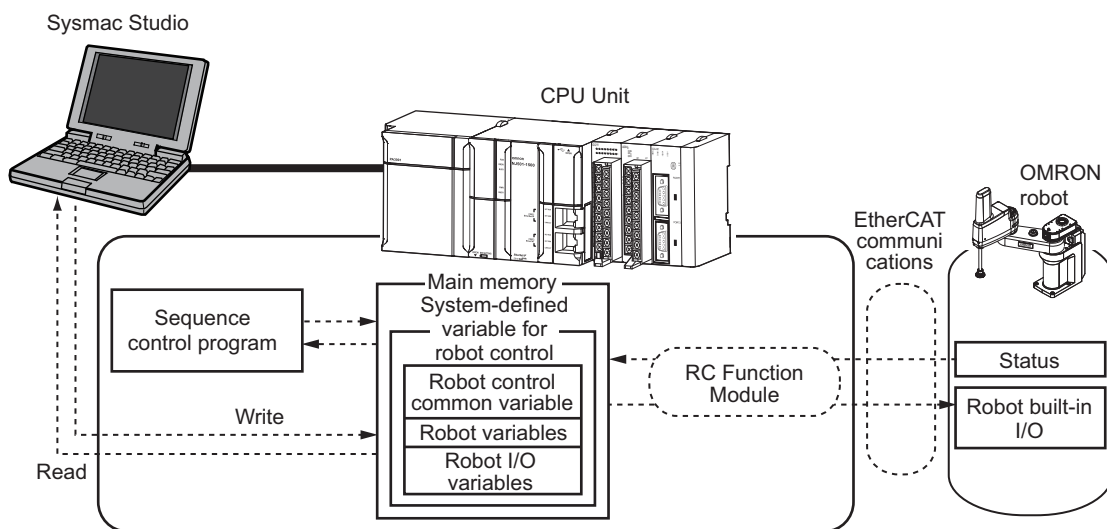 Sysmac Studio
CPU Unit
OMRON
robot
EtherCAT
communi
cations
Main memory
System-defined
variable for
robot control
Sequence
control program
Robot control
common variable
Robot variables
Robot I/O
variables
RC Function
Module
Status
Robot built-in
I/O
Write
Read